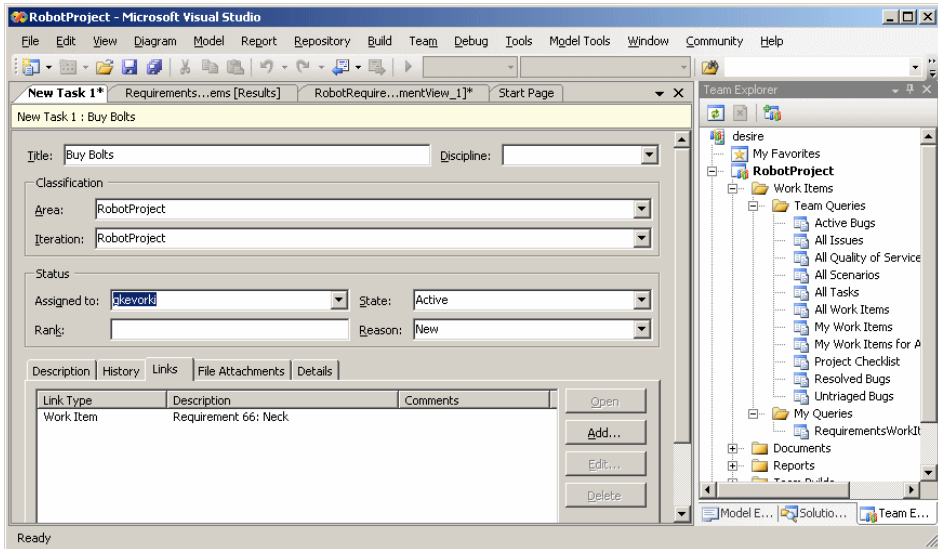 RobotProject - Microsoft Visual Studio
File Edit View Diagram Model Report Repository Build Team Debug Tools Model Tools Window Community Help
New Task 1* Requirements...ems [Results] RobotRequire...mentView_1]* Start Page
New Task 1 : Buy Bolts
Title: Buy Bolts Discipline:
Classification
Area: RobotProject
Iteration: RobotProject
Status
Assigned to: gkevorki State: Active
Rank: Reason: New
Description History Links File Attachments Details
Link Type Description Comments
Work Item Requirement 66: Neck
Open
Add...
Edit...
Delete
Team Explorer
desire
My Favorites
RobotProject
Work Items
Team Queries
Active Bugs
All Issues
All Quality of Service
All Scenarios
All Tasks
All Work Items
My Work Items
My Work Items for A
Project Checklist
Resolved Bugs
Untriaged Bugs
My Queries
RequirementsWorkIt
Documents
Reports
Model E... Solutio... Team E...
Ready